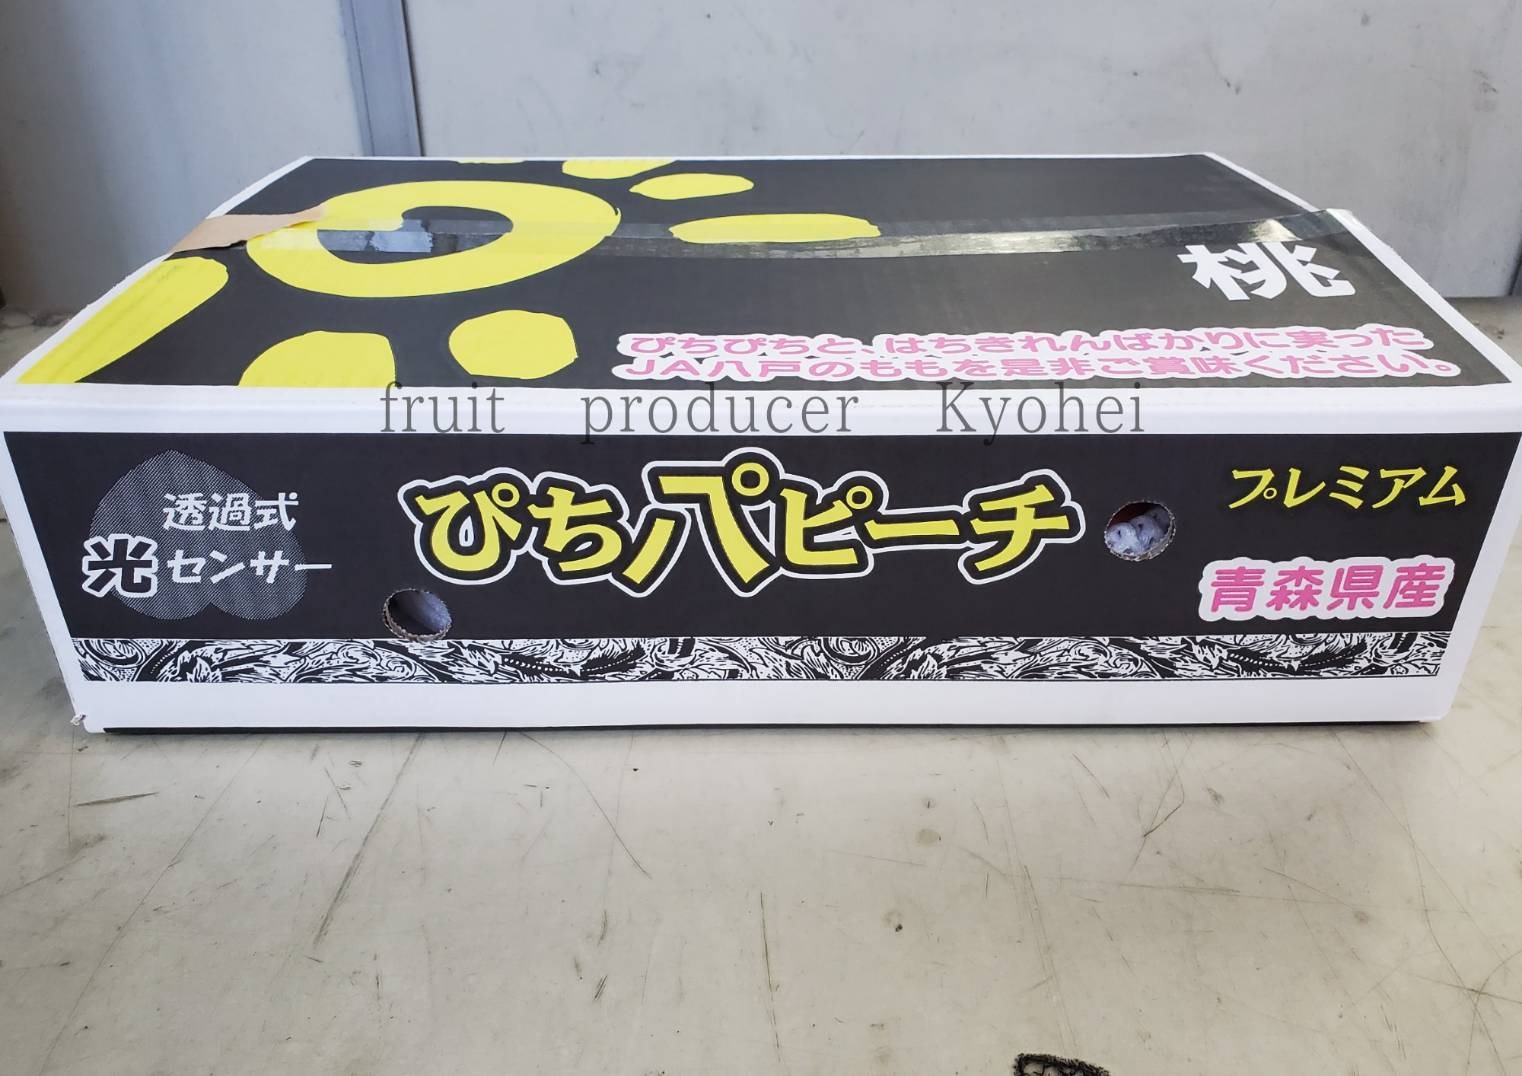 桃
ぴちぴちと、はちきれんばかりに実った
JA八戸のももを是非ご賞味ください。
fruit producer Kyohei
透過式
光センサー
ぴち八°ピーチ
プレミアム
青森県産